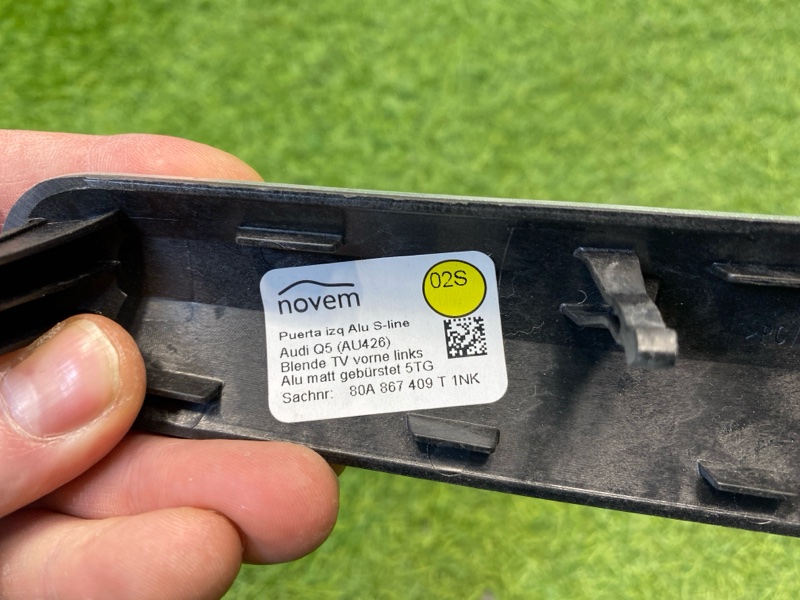 novem
02S
Puerta izq Alu S-line
Audi Q5 (AU426)
Blende TV vorne links
Alu matt gebürstet 5TG
Sachnr: 80A 867 409 T 1NK